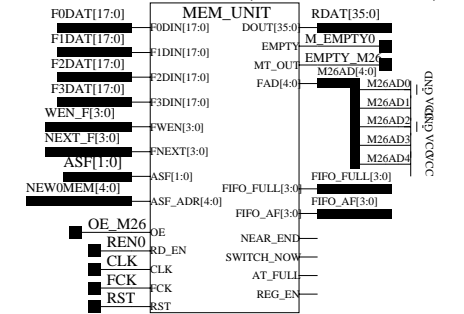 MEM_UNIT
F0DAT[17:0]
F0DIN[17:0]
DOUT[35:0]
RDAT[35:0]
F1DAT[17:0]
F1DIN[17:0]
EMPTY
M_EMPTY0
F2DAT[17:0]
F2DIN[17:0]
MT_OUT
EMPTY_M26
F3DAT[17:0]
F3DIN[17:0]
FAD[4:0]
M26AD[4:0]
M26AD0
M26AD1
M26AD2
M26AD3
M26AD4
WEN_F[3:0]
FWEN[3:0]
NEXT_F[3:0]
FNEXT[3:0]
ASF[1:0]
ASF[1:0]
NEW0MEM[4:0]
ASF_ADR[4:0]
FIFO_FULL[3:0]
FIFO_FULL[3:0]
FIFO_AF[3:0]
FIFO_AF[3:0]
OE_M26
OE
NEAR_END
REN0
RD_EN
SWITCH_NOW
CLK
CLK
AT_FULL
FCK
FCK
REG_EN
RST
RST